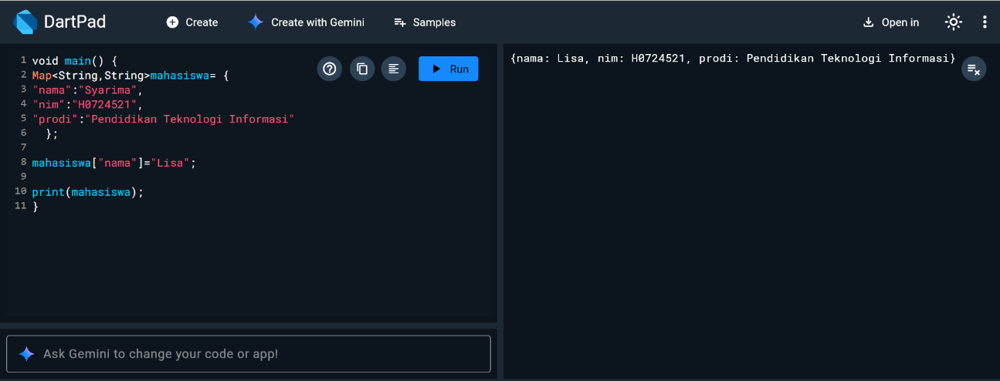 DartPad
Create
Create with Gemini
Samples
Open in
1 void main() {
2 Map<String,String>mahasiswa= {
3 "nama":"Syarima",
4 "nim":"H0724521",
5 "prodi":"Pendidikan Teknologi Informasi"
6   };
7
8 mahasiswa["nama"]="Lisa";
9
10 print(mahasiswa);
11 }
Run
Ask Gemini to change your code or app!
{nama: Lisa, nim: H0724521, prodi: Pendidikan Teknologi Informasi}